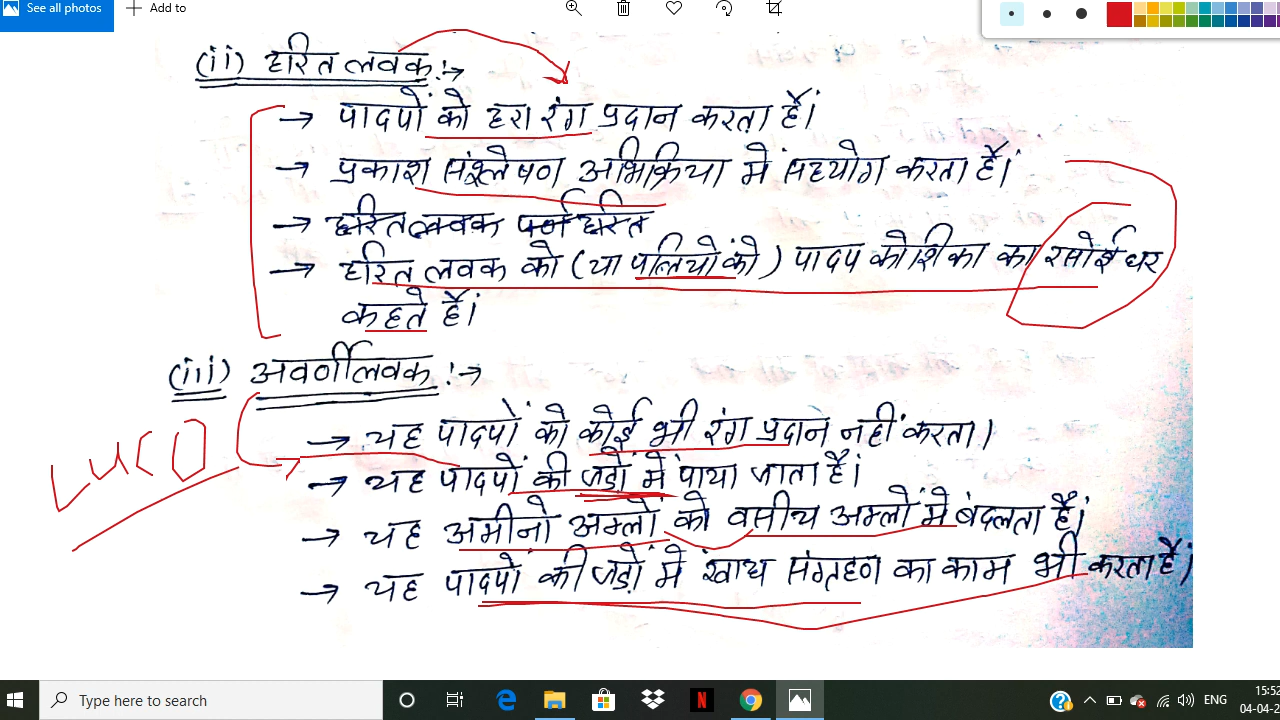 See all photos
Add to
(ii) हरित लवक :→
→ पादपों को हरा रंग प्रदान करता हैं।
→ प्रकाश संश्लेषण अभिक्रिया में सहयोग करता हैं।
→ हरित लवक पर्ण हरित
→ हरित लवक को (या पत्तियों को) पादप कोशिका का रसोई घर
कहते हैं।
(iii) अवर्णीलवक :→
→ यह पादपों को कोई भी रंग प्रदान नहीं करता।
→ यह पादपों की जड़ों में पाया जाता हैं।
→ यह अमीनो अम्लों को वसीय अम्लों में बदलता हैं।
→ यह पादपों की जड़ों में खाद्य संग्रहण का काम भी करता हैं।
LUCO
Type here to search
ENG
15:52
04-04-2